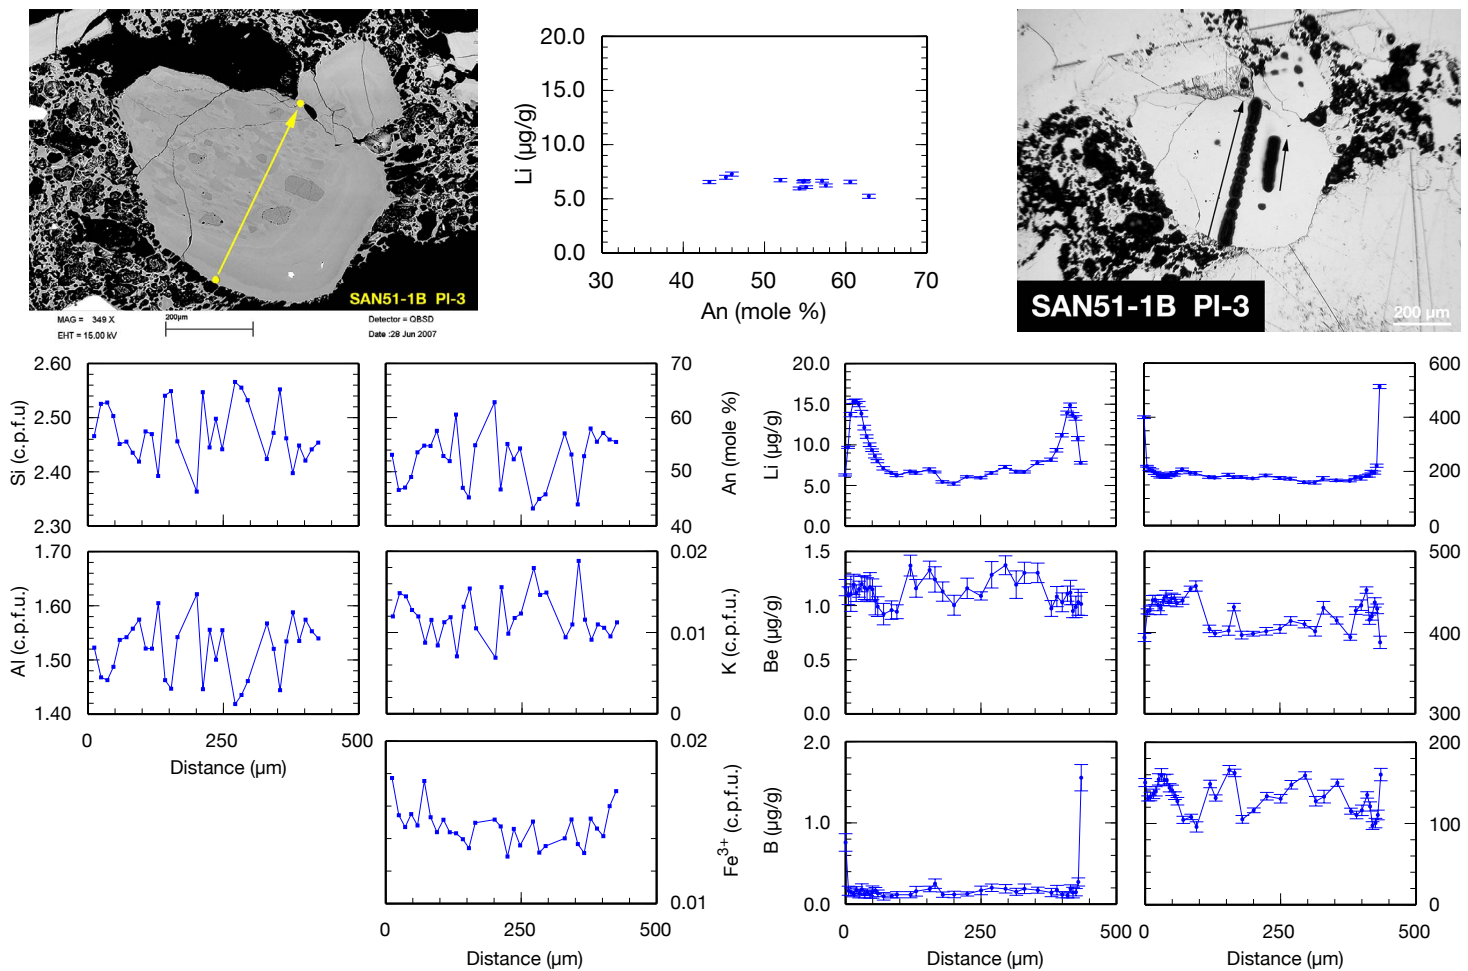 SAN51-1B PI-3
MAG = 349 X
EHT = 15.00 kV
200µm
Detector = QBSD
Date :28 Jun 2007
20.0
15.0
10.0
5.0
0.0
Li (µg/g)
30 40 50 60 70
An (mole %)
SAN51-1B PI-3
200 µm
2.60
2.50
2.40
2.30
Si (c.p.f.u)
70
60
50
40
An (mole %)
20.0
15.0
10.0
5.0
0.0
Li (µg/g)
600
400
200
0
1.70
1.60
1.50
1.40
Al (c.p.f.u)
0 250 500
Distance (µm)
0.02
0.01
0
K (c.p.f.u.)
1.5
1.0
0.5
0.0
Be (µg/g)
500
400
300
0.02
0.01
Fe3+ (c.p.f.u.)
0 250 500
Distance (µm)
2.0
1.0
0.0
B (µg/g)
0 250 500
Distance (µm)
200
100
0
0 250 500
Distance (µm)